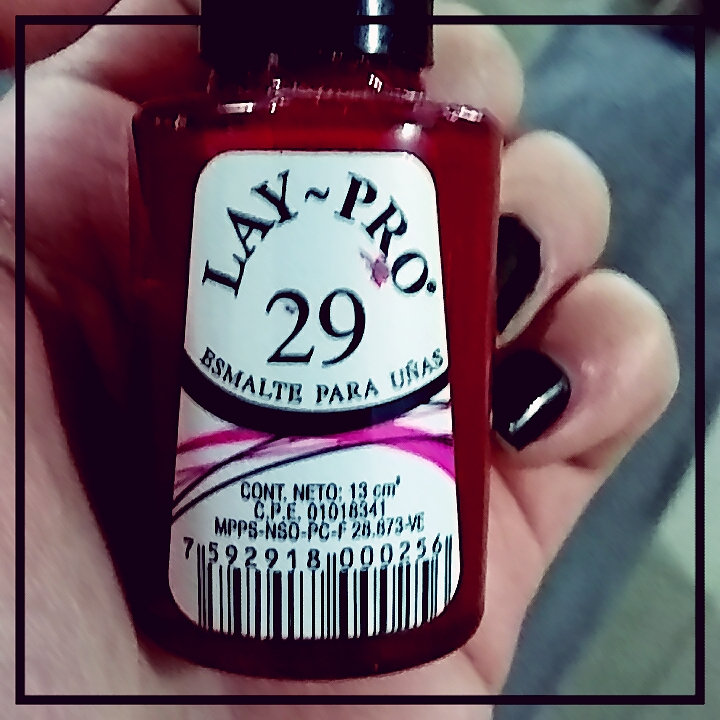 LAY~PRO.
29
ESMALTE PARA UÑAS
CONT. NETO: 13 cm³
C.P.E. 01018341
MPPS-NSO-PC-F 28.873-VE
7 592918 000256